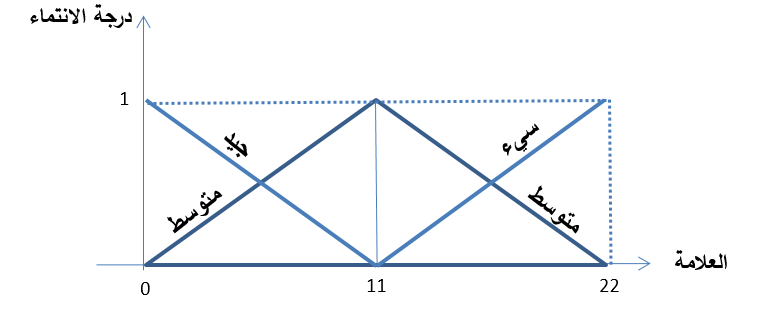 درجة الانتماء
1
جيد
سيء
متوسط
متوسط
العلامة
0
11
22